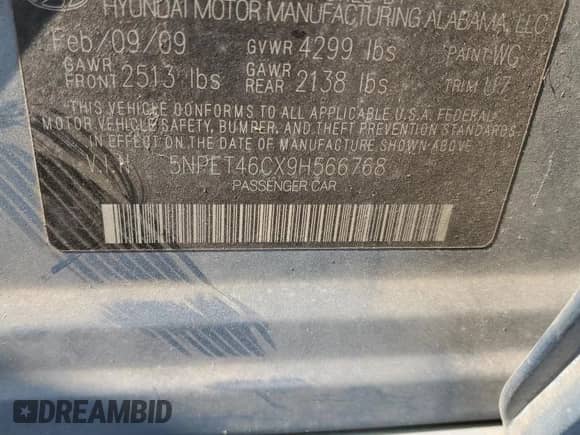 HYUNDAI MOTOR MANUFACTURING ALABAMA, LLC
Feb/09/09 GVWR 4299 lbs PAINT WG
GAWR FRONT 2513 lbs GAWR REAR 2138 lbs TRIM
THIS VEHICLE CONFORMS TO ALL APPLICABLE U.S.A. FEDERAL
MOTOR VEHICLE SAFETY, BUMPER, AND THEFT PREVENTION STANDARDS
IN EFFECT ON THE DATE OF MANUFACTURE SHOWN ABOVE.
V.I.N 5NPET46CX9H566768
PASSENGER CAR
DREAMBID